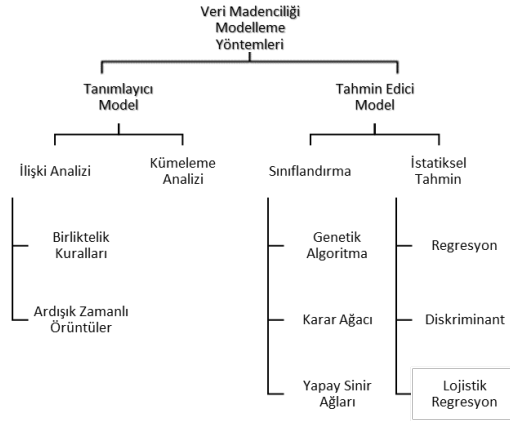 Veri Madenciliği
Modelleme
Yöntemleri
Tanımlayıcı
Model
Tahmin Edici
Model
İlişki Analizi
Kümeleme
Analizi
Sınıflandırma
İstatiksel
Tahmin
Birliktelik
Kuralları
Genetik
Algoritma
Regresyon
Ardışık Zamanlı
Örüntüler
Karar Ağacı
Diskriminant
Yapay Sinir
Ağları
Lojistik
Regresyon